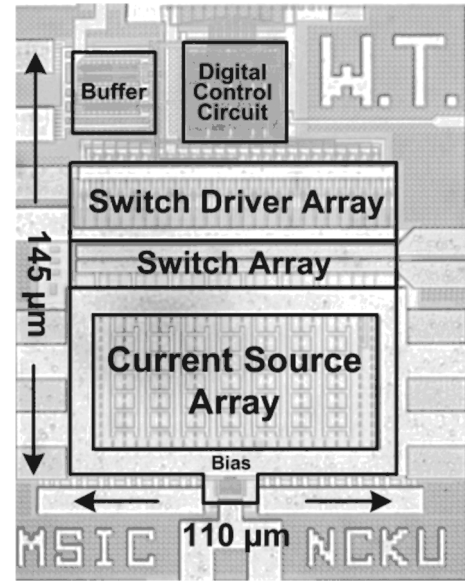 W.T.
Buffer
Digital
Control
Circuit
Switch Driver Array
145 μm
Switch Array
Current Source
Array
Bias
110 μm
MSIC NCKU